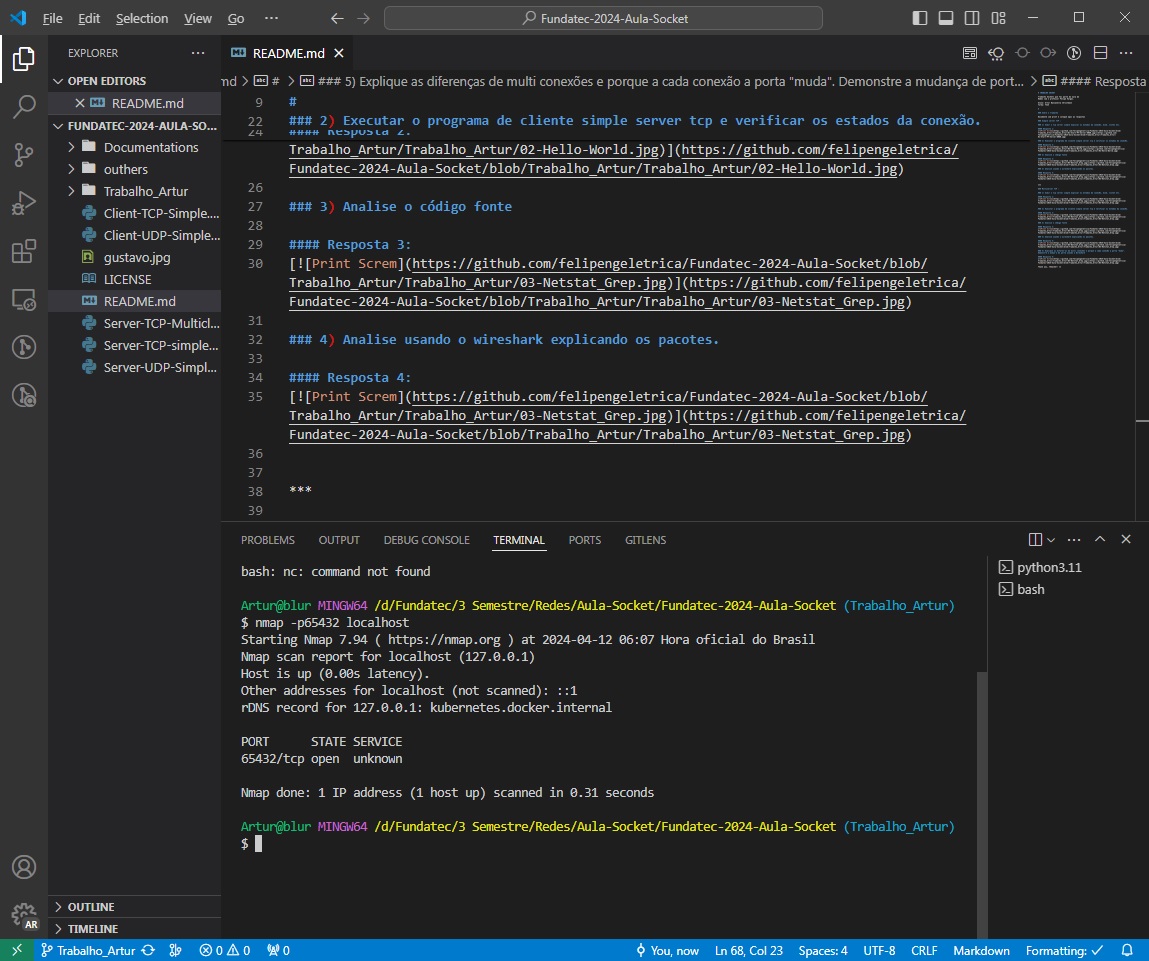 File Edit Selection View Go ··· Fundatec-2024-Aula-Socket
EXPLORER ···
OPEN EDITORS
README.md
FUNDATEC-2024-AULA-SO...
Documentations
outhers
Trabalho_Artur
Client-TCP-Simple....
Client-UDP-Simple...
gustavo.jpg
LICENSE
README.md
Server-TCP-Multicl...
Server-TCP-simple...
Server-UDP-Simpl...
OUTLINE
TIMELINE
README.md
md > # > ### 5) Explique as diferenças de multi conexões e porque a cada conexão a porta "muda". Demonstre a mudança de port... > #### Resposta
9 #
22 ### 2) Executar o programa de cliente simple server tcp e verificar os estados da conexão.
24 #### Resposta 2:
Trabalho_Artur/Trabalho_Artur/02-Hello-World.jpg)](https://github.com/felipengeletrica/
Fundatec-2024-Aula-Socket/blob/Trabalho_Artur/Trabalho_Artur/02-Hello-World.jpg)
26
27 ### 3) Analise o código fonte
28
29 #### Resposta 3:
30 [![Print Screm](https://github.com/felipengeletrica/Fundatec-2024-Aula-Socket/blob/
Trabalho_Artur/Trabalho_Artur/03-Netstat_Grep.jpg)](https://github.com/felipengeletrica/
Fundatec-2024-Aula-Socket/blob/Trabalho_Artur/Trabalho_Artur/03-Netstat_Grep.jpg)
31
32 ### 4) Analise usando o wireshark explicando os pacotes.
33
34 #### Resposta 4:
35 [![Print Screm](https://github.com/felipengeletrica/Fundatec-2024-Aula-Socket/blob/
Trabalho_Artur/Trabalho_Artur/03-Netstat_Grep.jpg)](https://github.com/felipengeletrica/
Fundatec-2024-Aula-Socket/blob/Trabalho_Artur/Trabalho_Artur/03-Netstat_Grep.jpg)
36
37
38 ***
39
PROBLEMS OUTPUT DEBUG CONSOLE TERMINAL PORTS GITLENS
bash: nc: command not found
Artur@blur MINGW64 /d/Fundatec/3 Semestre/Redes/Aula-Socket/Fundatec-2024-Aula-Socket (Trabalho_Artur)
$ nmap -p65432 localhost
Starting Nmap 7.94 ( https://nmap.org ) at 2024-04-12 06:07 Hora oficial do Brasil
Nmap scan report for localhost (127.0.0.1)
Host is up (0.00s latency).
Other addresses for localhost (not scanned): ::1
rDNS record for 127.0.0.1: kubernetes.docker.internal
PORT STATE SERVICE
65432/tcp open unknown
Nmap done: 1 IP address (1 host up) scanned in 0.31 seconds
Artur@blur MINGW64 /d/Fundatec/3 Semestre/Redes/Aula-Socket/Fundatec-2024-Aula-Socket (Trabalho_Artur)
$
python3.11
bash
AR
Trabalho_Artur 0 0 0 You, now Ln 68, Col 23 Spaces: 4 UTF-8 CRLF Markdown Formatting: ✓